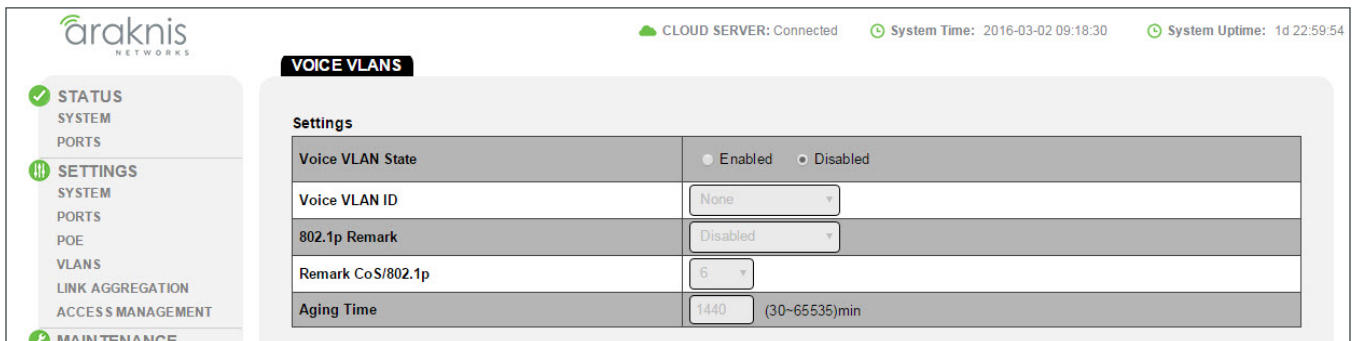 araknis
NETWORKS
CLOUD SERVER: Connected
System Time: 2016-03-02 09:18:30
System Uptime: 1d 22:59:54
VOICE VLANS
STATUS
SYSTEM
PORTS
SETTINGS
SYSTEM
PORTS
POE
VLANS
LINK AGGREGATION
ACCESS MANAGEMENT
MAINTENANCE
Settings
Voice VLAN State Enabled Disabled
Voice VLAN ID None
802.1p Remark Disabled
Remark CoS/802.1p 6
Aging Time 1440 (30~65535)min